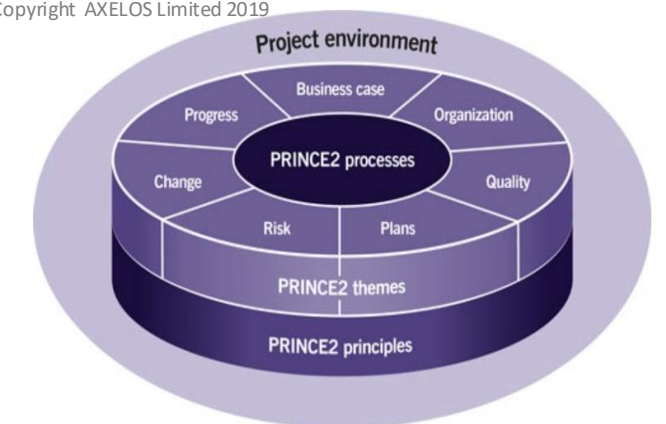 Copyright AXELOS Limited 2019
Project environment
Business case
Progress
Organization
PRINCE2 processes
Change
Quality
Risk
Plans
PRINCE2 themes
PRINCE2 principles